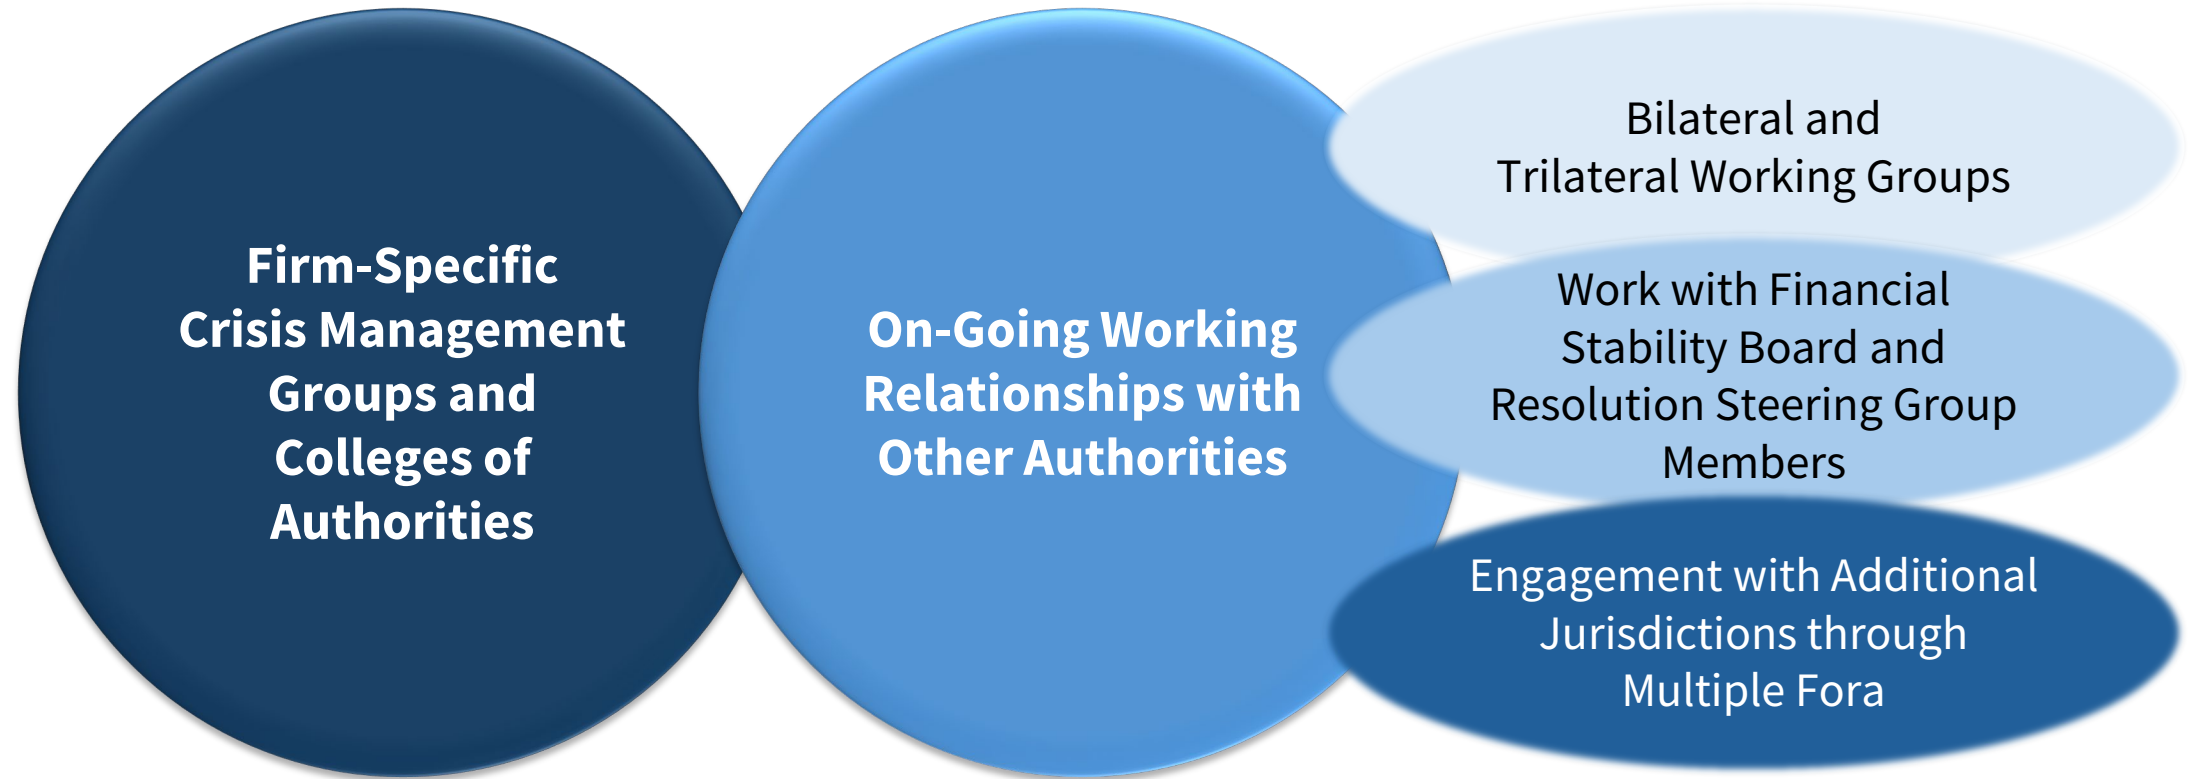 Firm-Specific
Crisis Management
Groups and
Colleges of
Authorities
On-Going Working
Relationships with
Other Authorities
Bilateral and
Trilateral Working Groups
Work with Financial
Stability Board and
Resolution Steering Group
Members
Engagement with Additional
Jurisdictions through
Multiple Fora